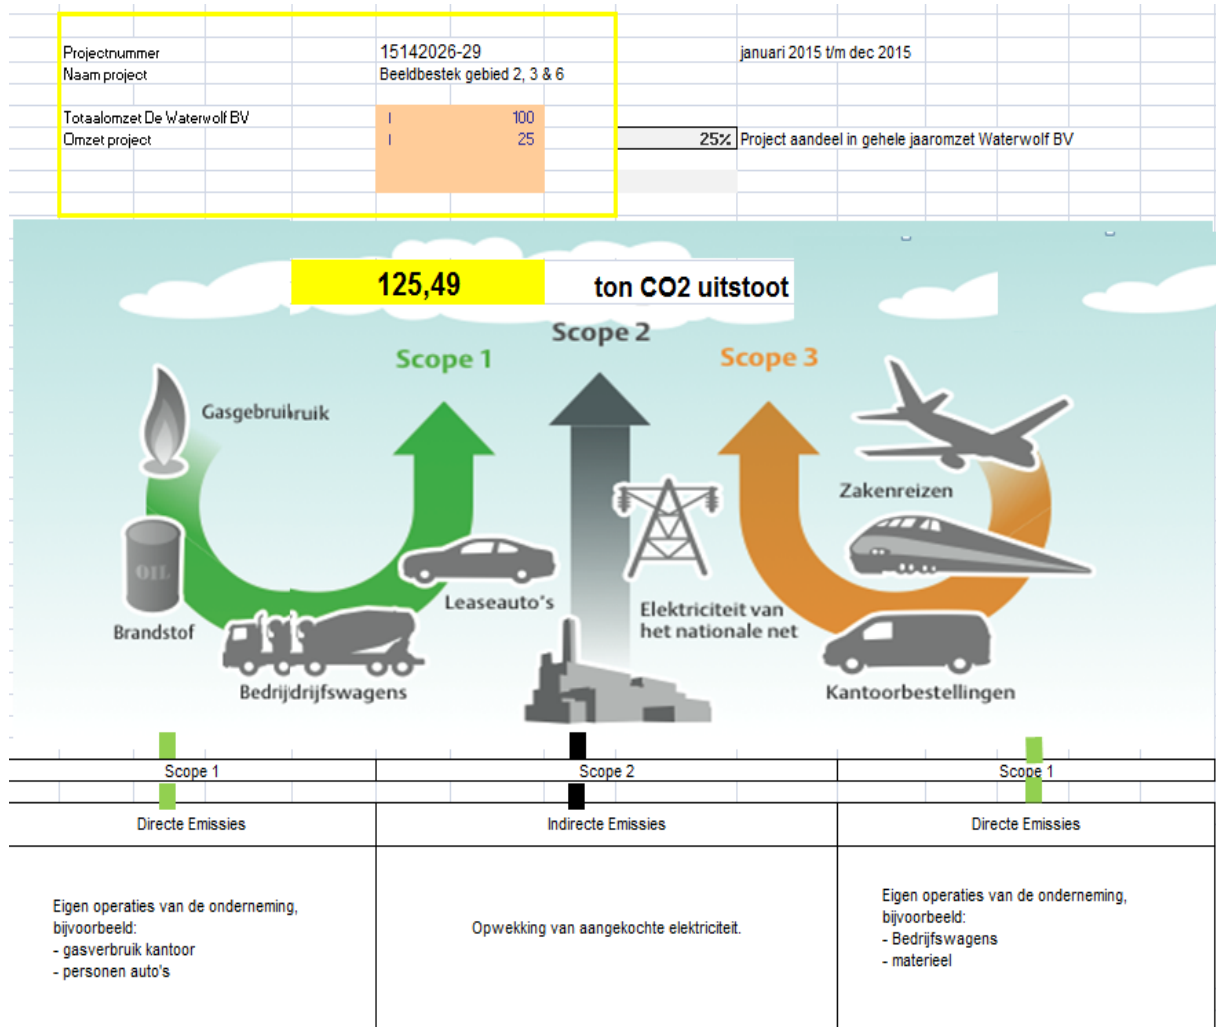 Projectnummer 15142026-29 januari 2015 t/m dec 2015
Naam project Beeldbestek gebied 2, 3 & 6
Totaalomzet De Waterwolf BV I 100
Omzet project I 25 25% Project aandeel in gehele jaaromzet Waterwolf BV
125,49 ton CO2 uitstoot
Scope 2
Scope 1 Scope 3
Gasgebruikruik
Zakenreizen
OIL
Leaseauto's
Elektriciteit van
het nationale net
Brandstof
Bedrijdrijfswagens
Kantoorbestellingen
Scope 1 Scope 2 Scope 1
Directe Emissies Indirecte Emissies Directe Emissies
Eigen operaties van de onderneming,
bijvoorbeeld:
- gasverbruik kantoor
- personen auto's
Opwekking van aangekochte elektriciteit.
Eigen operaties van de onderneming,
bijvoorbeeld:
- Bedrijfswagens
- materieel